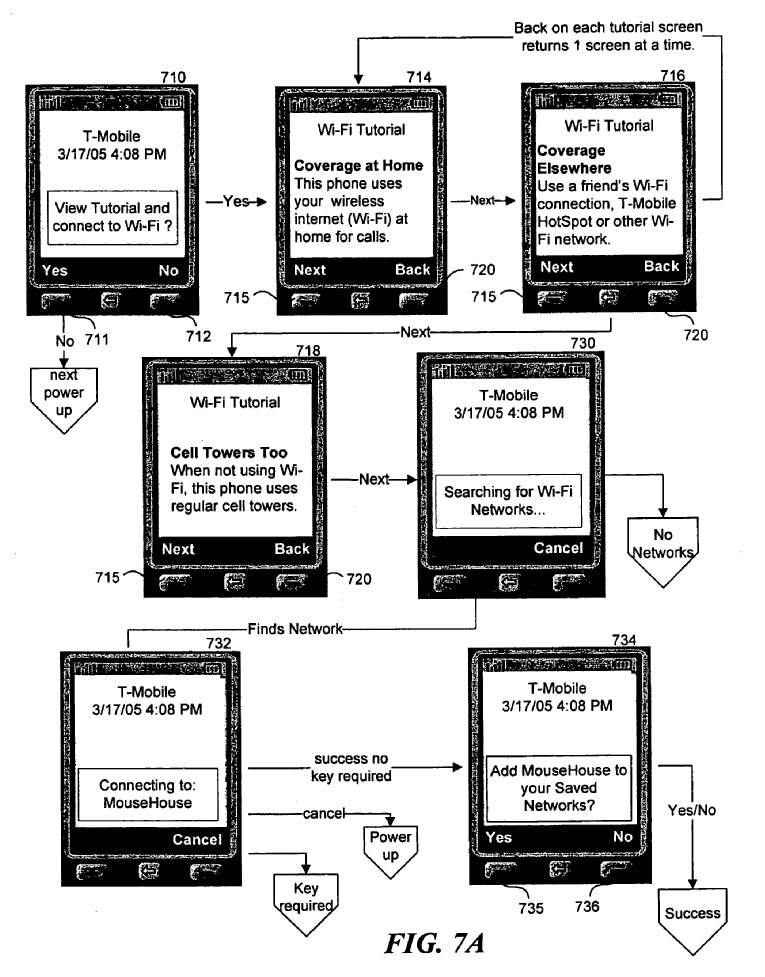 Back on each tutorial screen
returns 1 screen at a time.
710
T-Mobile
3/17/05 4:08 PM
View Tutorial and
connect to Wi-Fi ?
Yes No
711
712
No
next
power
up
Yes
714
Wi-Fi Tutorial
Coverage at Home
This phone uses
your wireless
internet (Wi-Fi) at
home for calls.
Next Back
715
720
Next
716
Wi-Fi Tutorial
Coverage
Elsewhere
Use a friend's Wi-Fi
connection, T-Mobile
HotSpot or other Wi-
Fi network.
Next Back
715
720
Next
718
Wi-Fi Tutorial
Cell Towers Too
When not using Wi-
Fi, this phone uses
regular cell towers.
Next Back
715
720
Next
730
T-Mobile
3/17/05 4:08 PM
Searching for Wi-Fi
Networks...
Cancel
No
Networks
Finds Network
732
T-Mobile
3/17/05 4:08 PM
Connecting to:
MouseHouse
Cancel
success no
key required
cancel
Power
up
Key
required
734
T-Mobile
3/17/05 4:08 PM
Add MouseHouse to
your Saved
Networks?
Yes No
735
736
Yes/No
Success
FIG. 7A